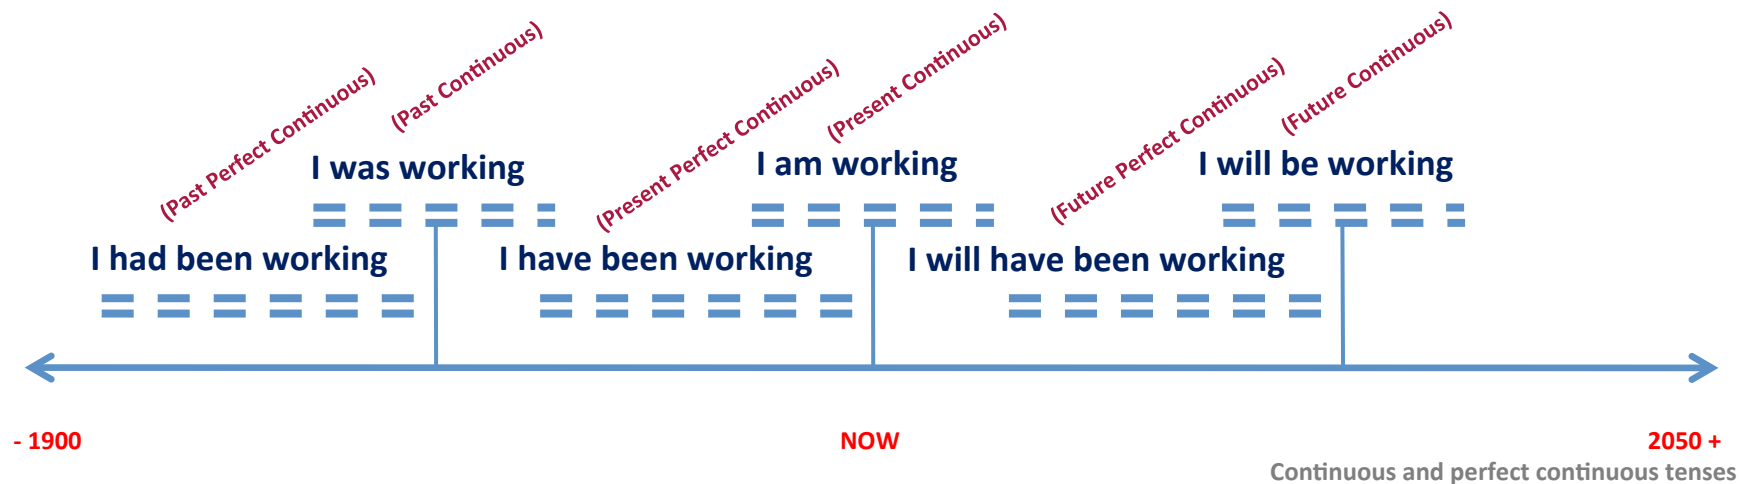 (Past Perfect Continuous)
(Past Continuous)
(Present Perfect Continuous)
(Present Continuous)
(Future Perfect Continuous)
(Future Continuous)
I was working
I am working
I will be working
I had been working
I have been working
I will have been working
- 1900
NOW
2050 +
Continuous and perfect continuous tenses